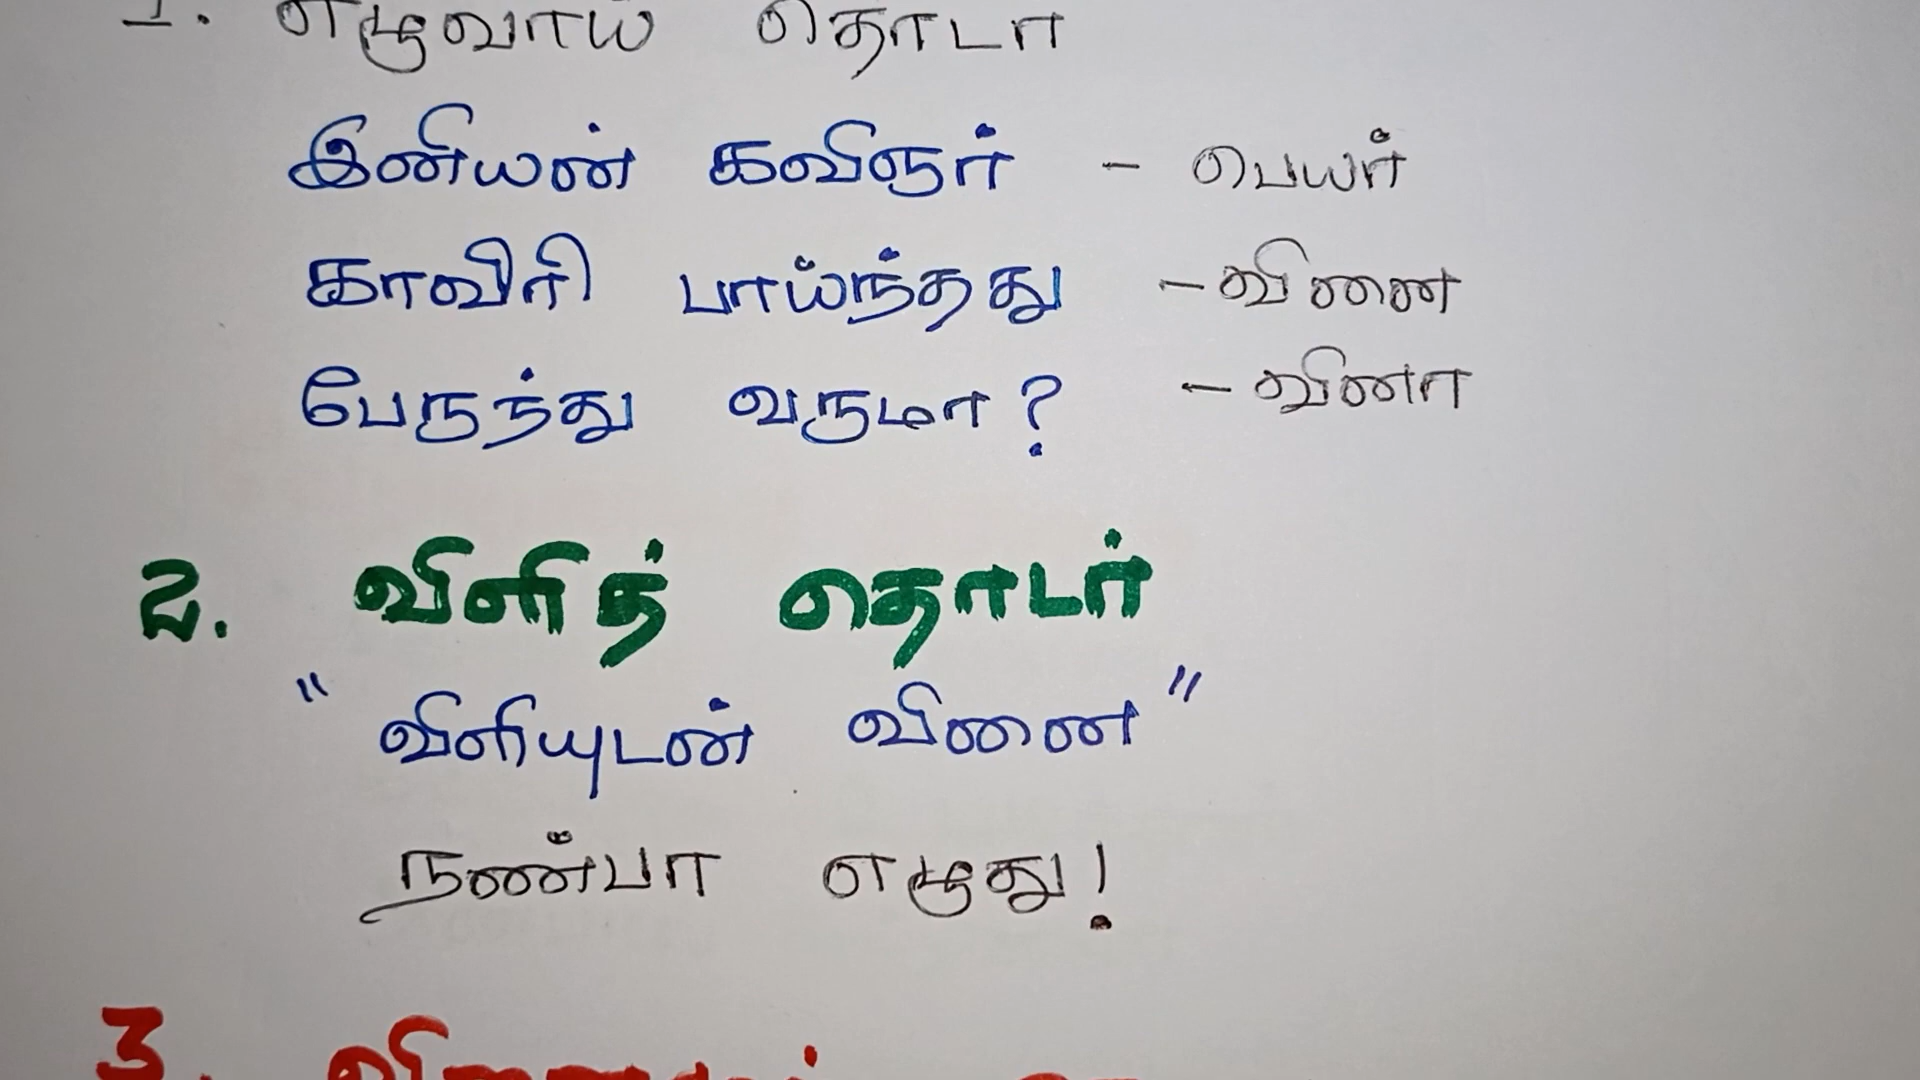 1. எழுவாய் தொடர்
இனியன் கவிஞர் - பெயர்
காவிரி பாய்ந்தது - வினை
பேருந்து வருமா? - வினா
2. விளித் தொடர்
"விளியுடன் வினை"
நண்பா எழுது!
3.